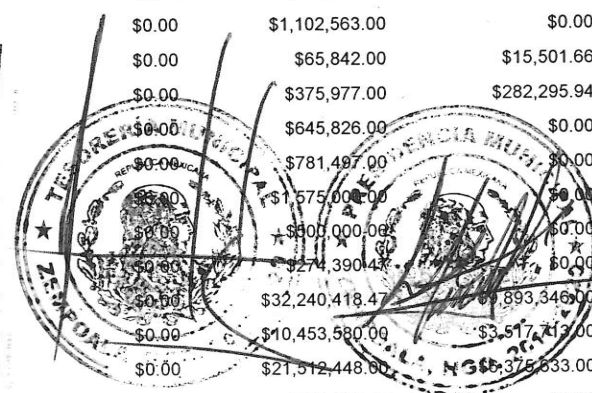 $0.00 $1,102,563.00 $0.00
$0.00 $65,842.00 $15,501.66
$0.00 $375,977.00 $282,295.94
$0.00 $645,826.00 $0.00
$0.00 $781,497.00 $0.00
$0.00 $1,575,000.00 $0.00
$0.00 $500,000.00 $0.00
$0.00 $274,390.47 $0.00
$0.00 $32,240,418.47 $9,893,346.00
$0.00 $10,453,580.00 $3,517,713.00
$0.00 $21,512,448.00 $5,375,633.00
TESORERÍA MUNICIPAL
PRESIDENCIA
HGO.